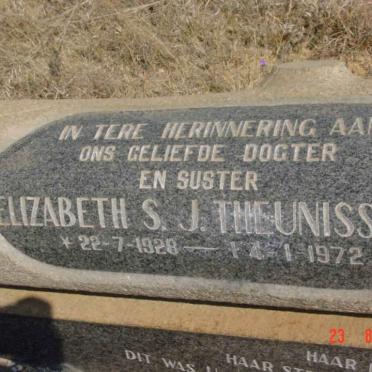 IN TERE HERINNERING AAN
ONS GELIEFDE DOGTER
EN SUSTER
ELIZABETH S. J. THEUNISS
* 22-7-1928 — † 4-1-1972
HAAR
HAAR
DIT WAS
23